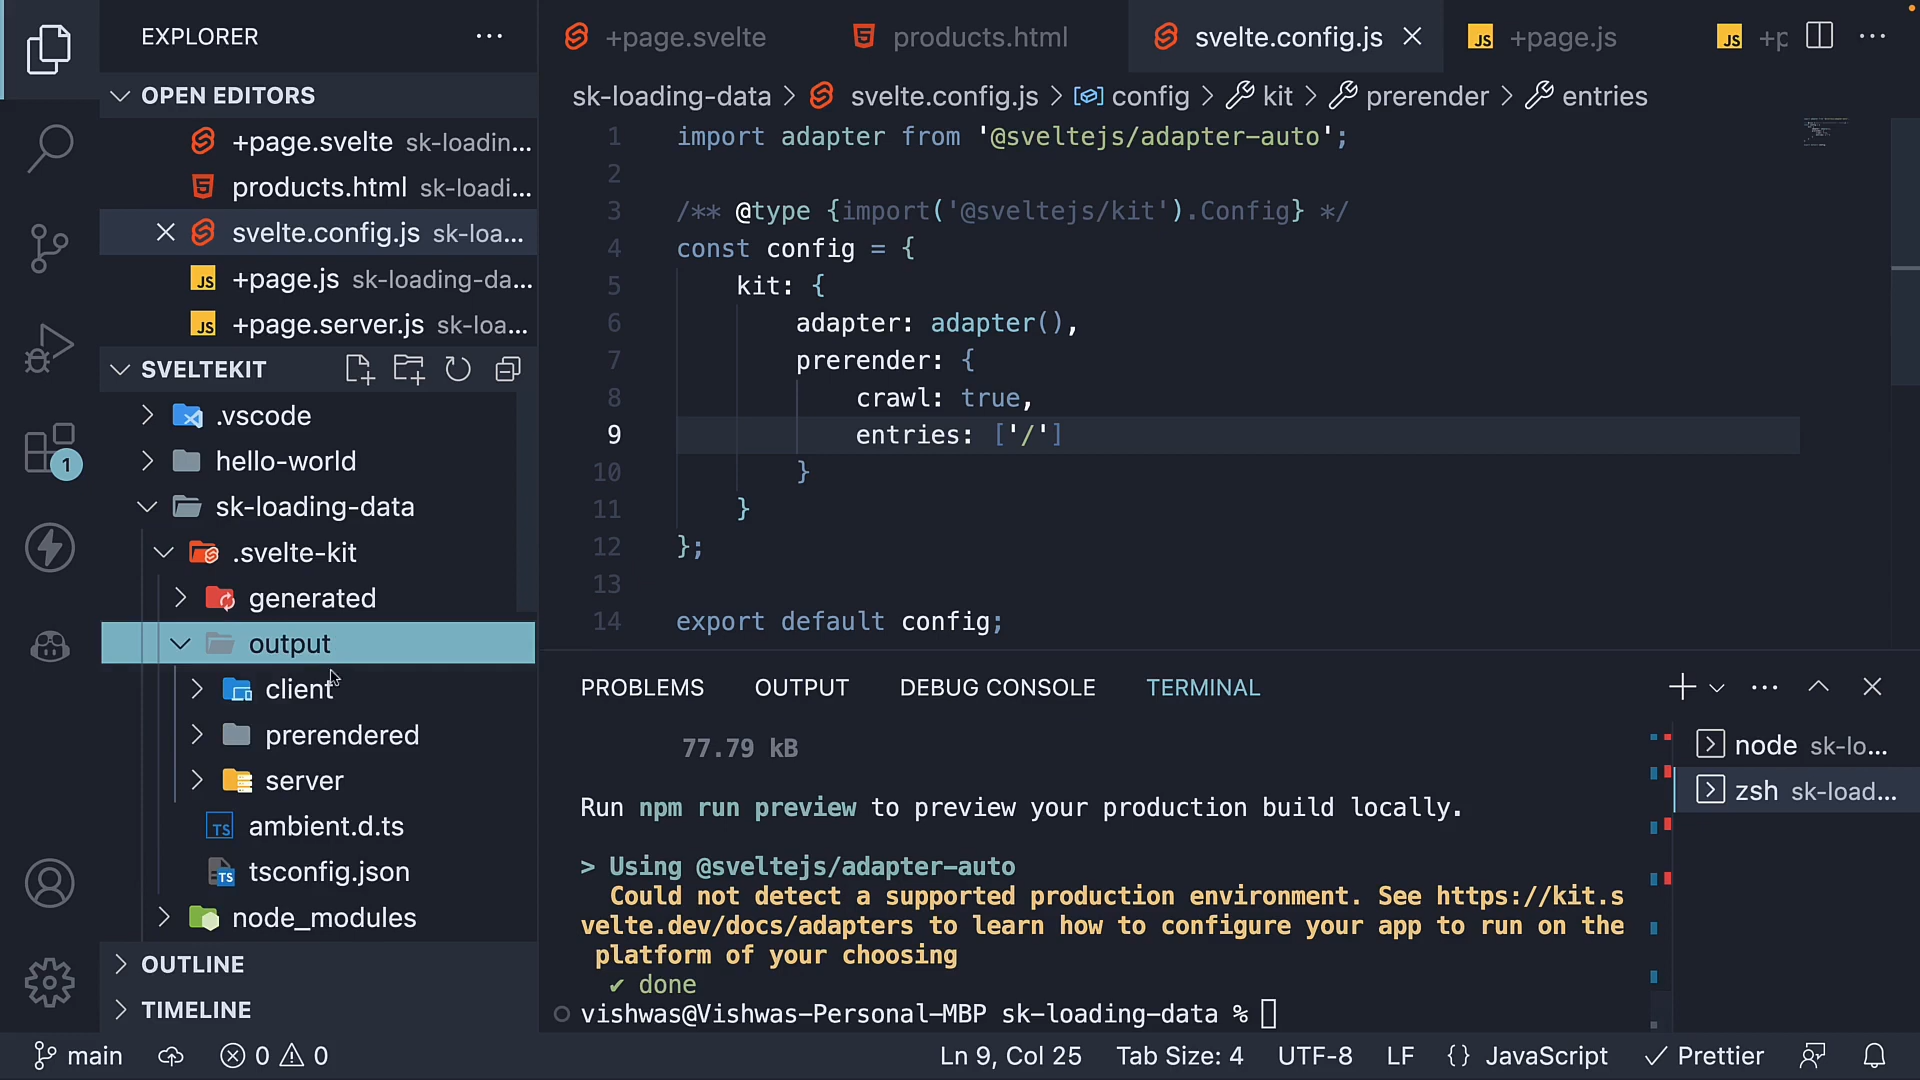 EXPLORER
OPEN EDITORS
+page.svelte sk-loadin...
products.html sk-loadi...
svelte.config.js sk-loa...
+page.js sk-loading-da...
+page.server.js sk-loa...
SVELTEKIT
.vscode
hello-world
sk-loading-data
.svelte-kit
generated
output
client
prerendered
server
ambient.d.ts
tsconfig.json
node_modules
OUTLINE
TIMELINE
1
+page.svelte products.html svelte.config.js JS +page.js JS +p
sk-loading-data > svelte.config.js > config > kit > prerender > entries
1 import adapter from '@sveltejs/adapter-auto';
2
3 /** @type {import('@sveltejs/kit').Config} */
4 const config = {
5 kit: {
6 adapter: adapter(),
7 prerender: {
8 crawl: true,
9 entries: ['/']
10 }
11 }
12 };
13
14 export default config;
PROBLEMS OUTPUT DEBUG CONSOLE TERMINAL
77.79 kB
Run npm run preview to preview your production build locally.
> Using @sveltejs/adapter-auto
Could not detect a supported production environment. See https://kit.s
velte.dev/docs/adapters to learn how to configure your app to run on the
platform of your choosing
✔ done
vishwas@Vishwas-Personal-MBP sk-loading-data %
node sk-lo...
zsh sk-load...
main 0 0 Ln 9, Col 25 Tab Size: 4 UTF-8 LF {} JavaScript ✓ Prettier